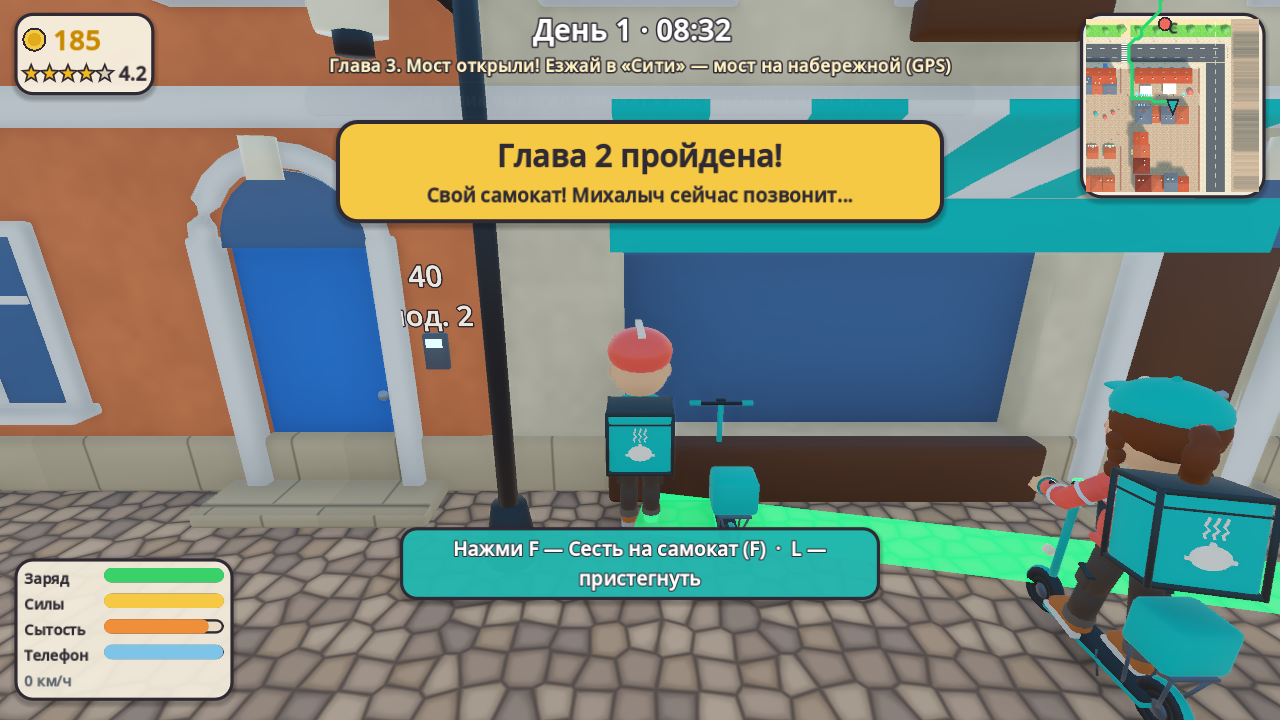 185
4.2
День 1 · 08:32
Глава 3. Мост открыли! Езжай в «Сити» — мост на набережной (GPS)
Глава 2 пройдена!
Свой самокат! Михалыч сейчас позвонит...
40
под. 2
Нажми F — Сесть на самокат (F) · L —
пристегнуть
Заряд
Силы
Сытость
Телефон
0 км/ч